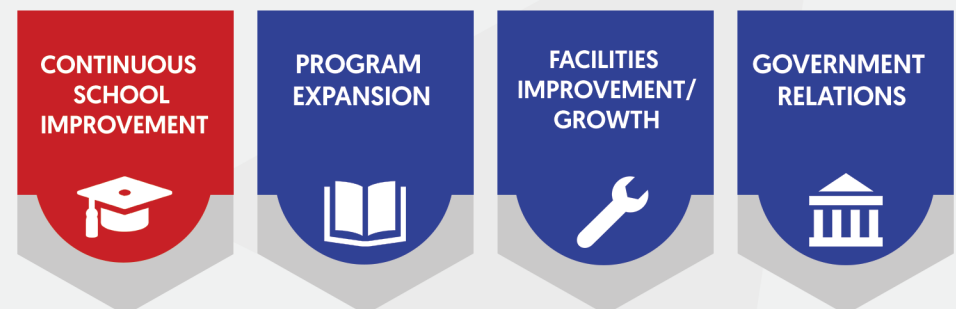 CONTINUOUS
SCHOOL
IMPROVEMENT
PROGRAM
EXPANSION
FACILITIES
IMPROVEMENT/
GROWTH
GOVERNMENT
RELATIONS